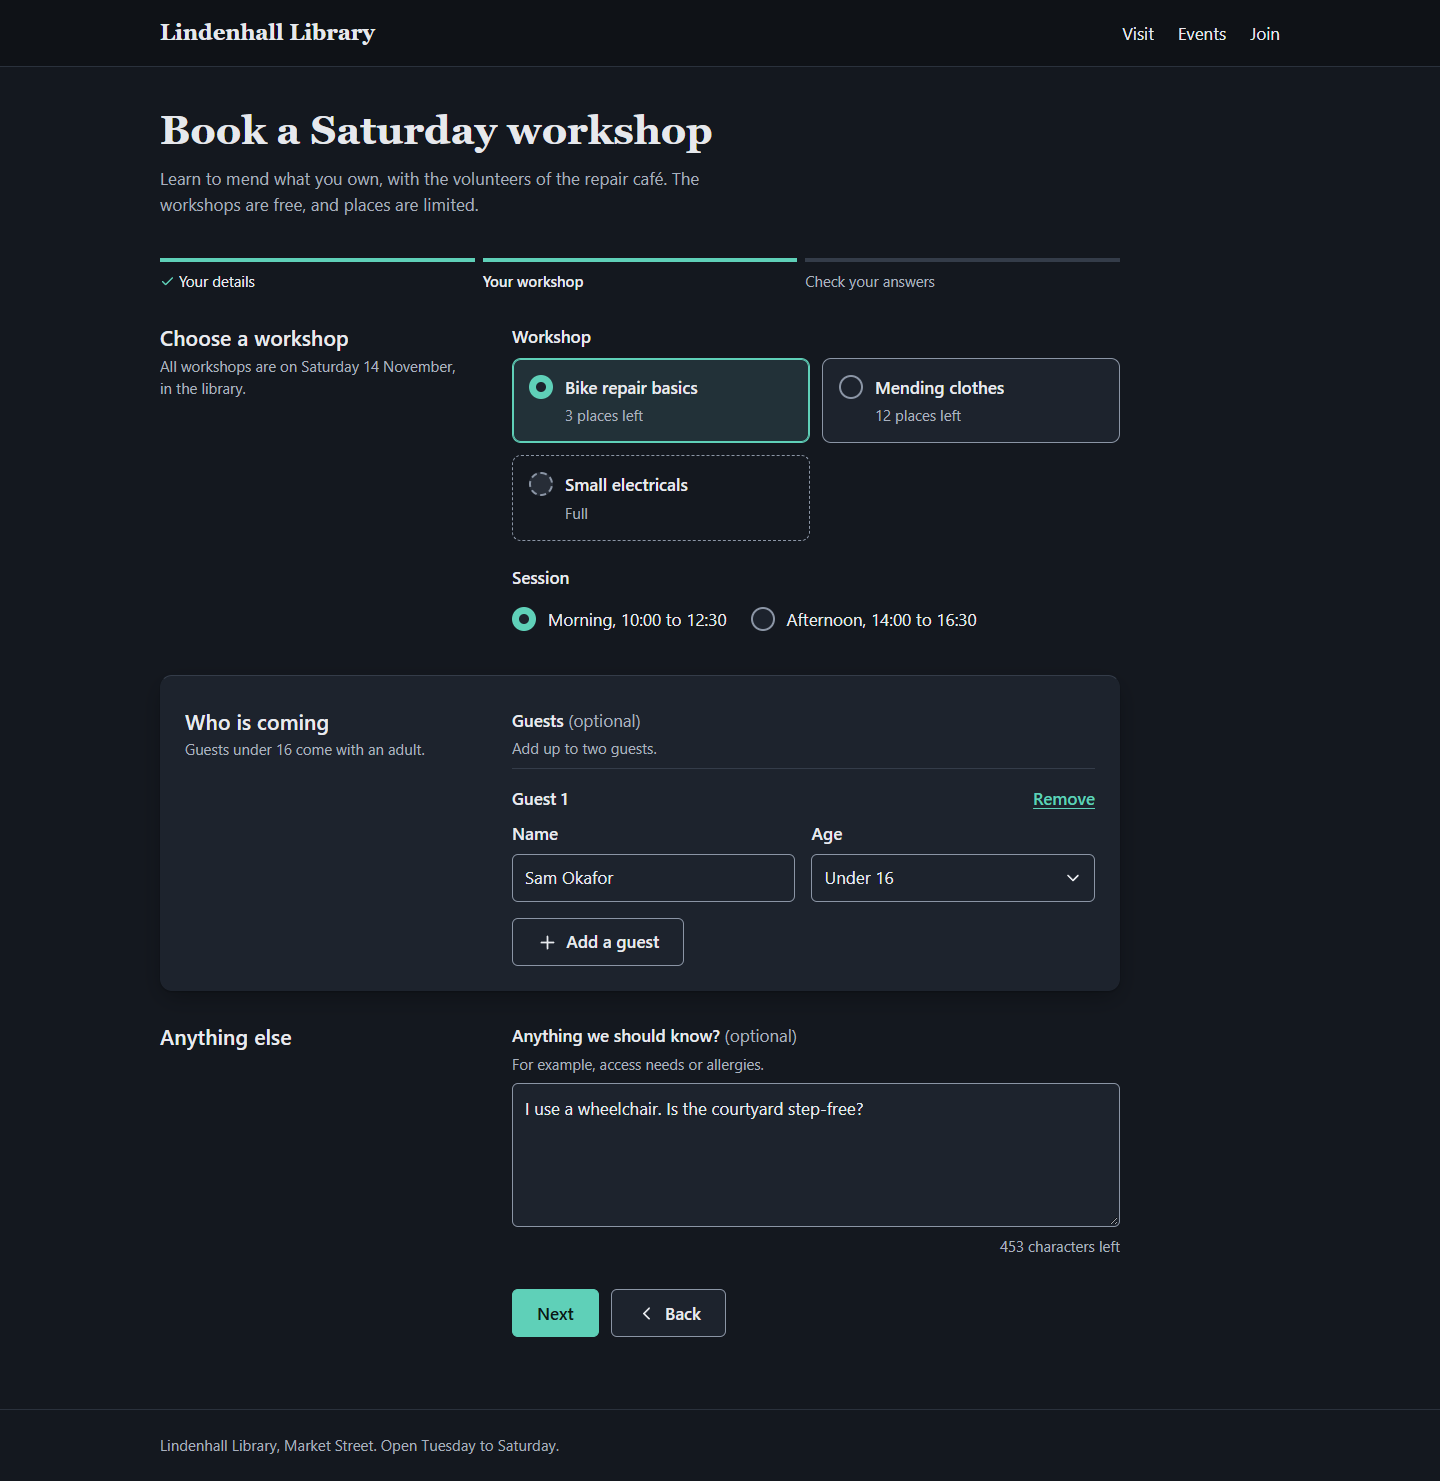 Lindenhall Library
Visit Events Join
Book a Saturday workshop
Learn to mend what you own, with the volunteers of the repair café. The
workshops are free, and places are limited.
Your details
Your workshop
Check your answers
Choose a workshop
All workshops are on Saturday 14 November,
in the library.
Workshop
Bike repair basics
3 places left
Mending clothes
12 places left
Small electricals
Full
Session
Morning, 10:00 to 12:30
Afternoon, 14:00 to 16:30
Who is coming
Guests under 16 come with an adult.
Guests (optional)
Add up to two guests.
Guest 1
Remove
Name
Age
Sam Okafor
Under 16
Add a guest
Anything else
Anything we should know? (optional)
For example, access needs or allergies.
I use a wheelchair. Is the courtyard step-free?
453 characters left
Next
Back
Lindenhall Library, Market Street. Open Tuesday to Saturday.